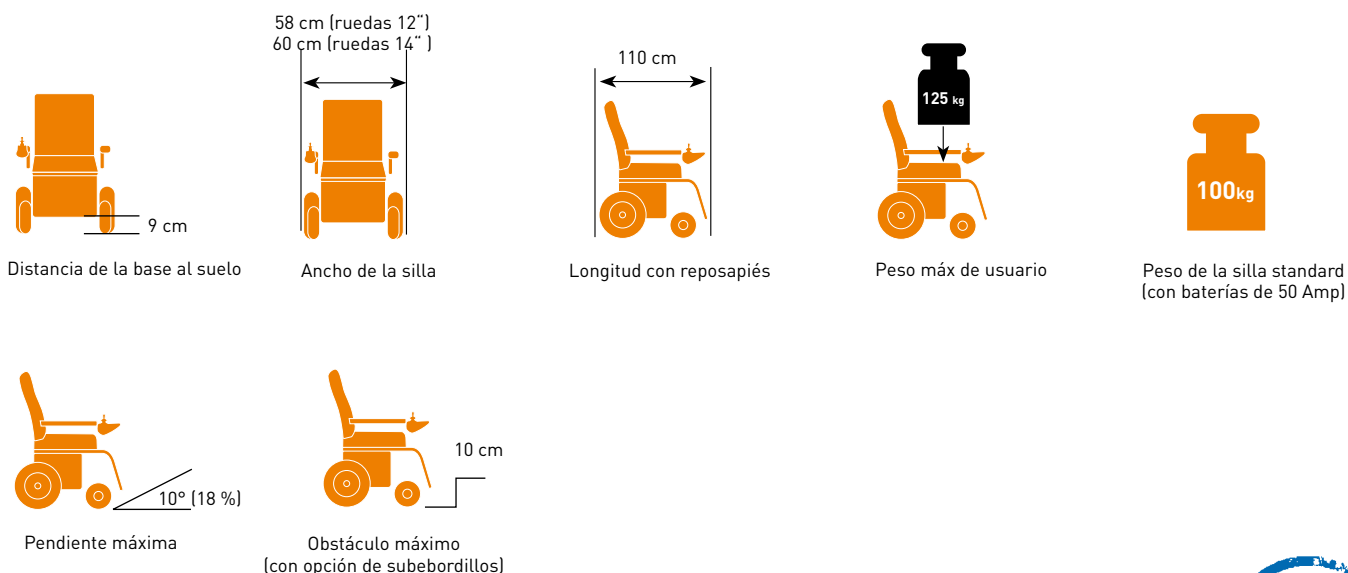 58 cm (ruedas 12“)
60 cm (ruedas 14“ )
110 cm
125 kg
100kg
9 cm
Distancia de la base al suelo
Ancho de la silla
Longitud con reposapiés
Peso máx de usuario
Peso de la silla standard
(con baterías de 50 Amp)
10° (18 %)
10 cm
Pendiente máxima
Obstáculo máximo
(con opción de subebordillos)